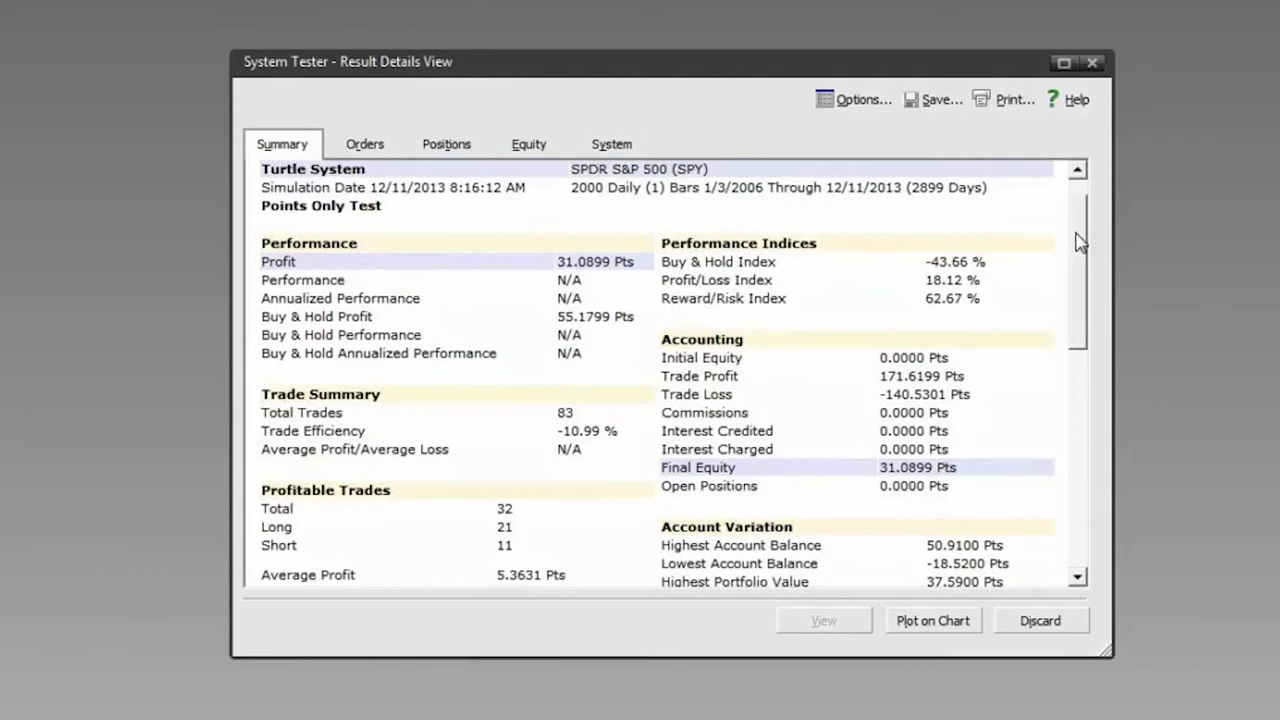 System Tester - Result Details View
Options... Save... Print... ? Help
Summary Orders Positions Equity System
Turtle System SPDR S&P 500 (SPY)
Simulation Date 12/11/2013 8:16:12 AM 2000 Daily (1) Bars 1/3/2006 Through 12/11/2013 (2899 Days)
Points Only Test
Performance
Profit 31.0899 Pts
Performance N/A
Annualized Performance N/A
Buy & Hold Profit 55.1799 Pts
Buy & Hold Performance N/A
Buy & Hold Annualized Performance N/A
Trade Summary
Total Trades 83
Trade Efficiency -10.99 %
Average Profit/Average Loss N/A
Profitable Trades
Total 32
Long 21
Short 11
Average Profit 5.3631 Pts
Performance Indices
Buy & Hold Index -43.66 %
Profit/Loss Index 18.12 %
Reward/Risk Index 62.67 %
Accounting
Initial Equity 0.0000 Pts
Trade Profit 171.6199 Pts
Trade Loss -140.5301 Pts
Commissions 0.0000 Pts
Interest Credited 0.0000 Pts
Interest Charged 0.0000 Pts
Final Equity 31.0899 Pts
Open Positions 0.0000 Pts
Account Variation
Highest Account Balance 50.9100 Pts
Lowest Account Balance -18.5200 Pts
Highest Portfolio Value 37.5900 Pts
View Plot on Chart Discard